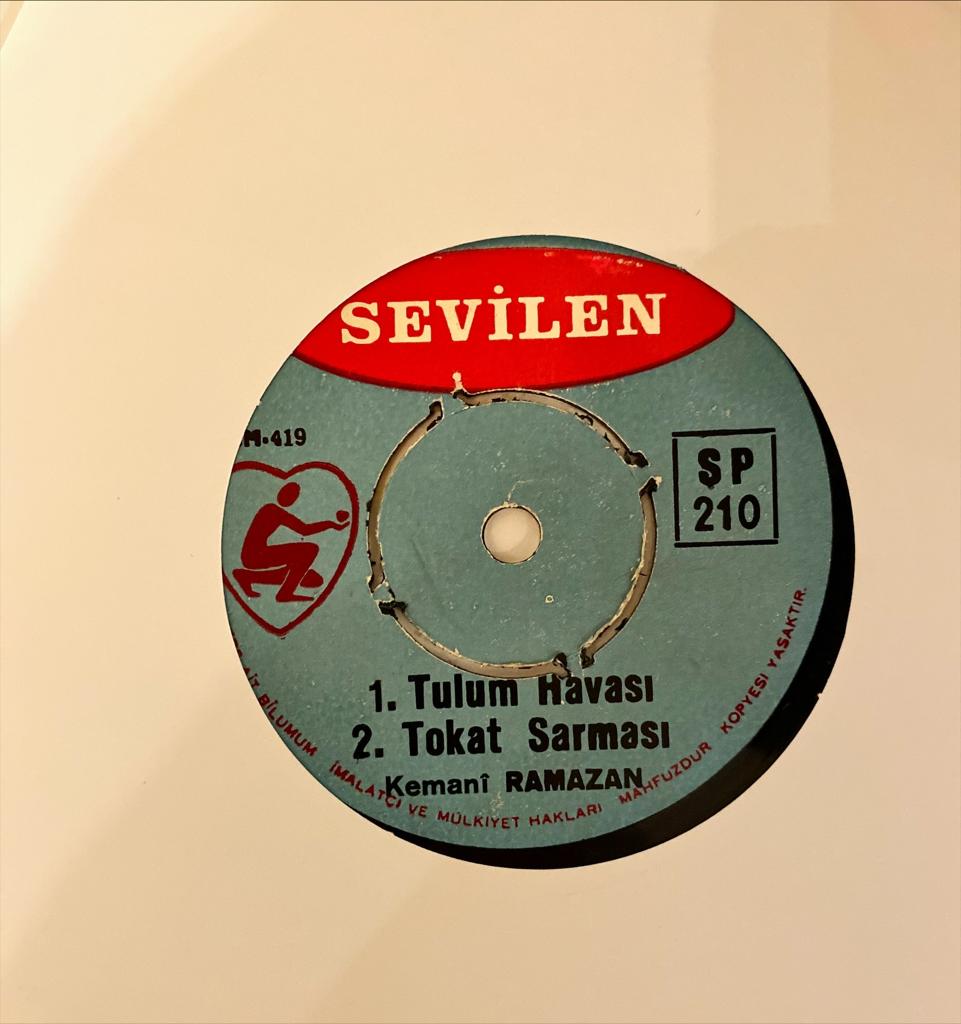 SEVİLEN
M-419
ŞP
210
1. Tulum Havası
2. Tokat Sarması
Kemanî RAMAZAN
AİT BİLUMUM İMALATÇI VE MÜLKİYET HAKLARI MAHFUZDUR KOPYESİ YASAKTIR.